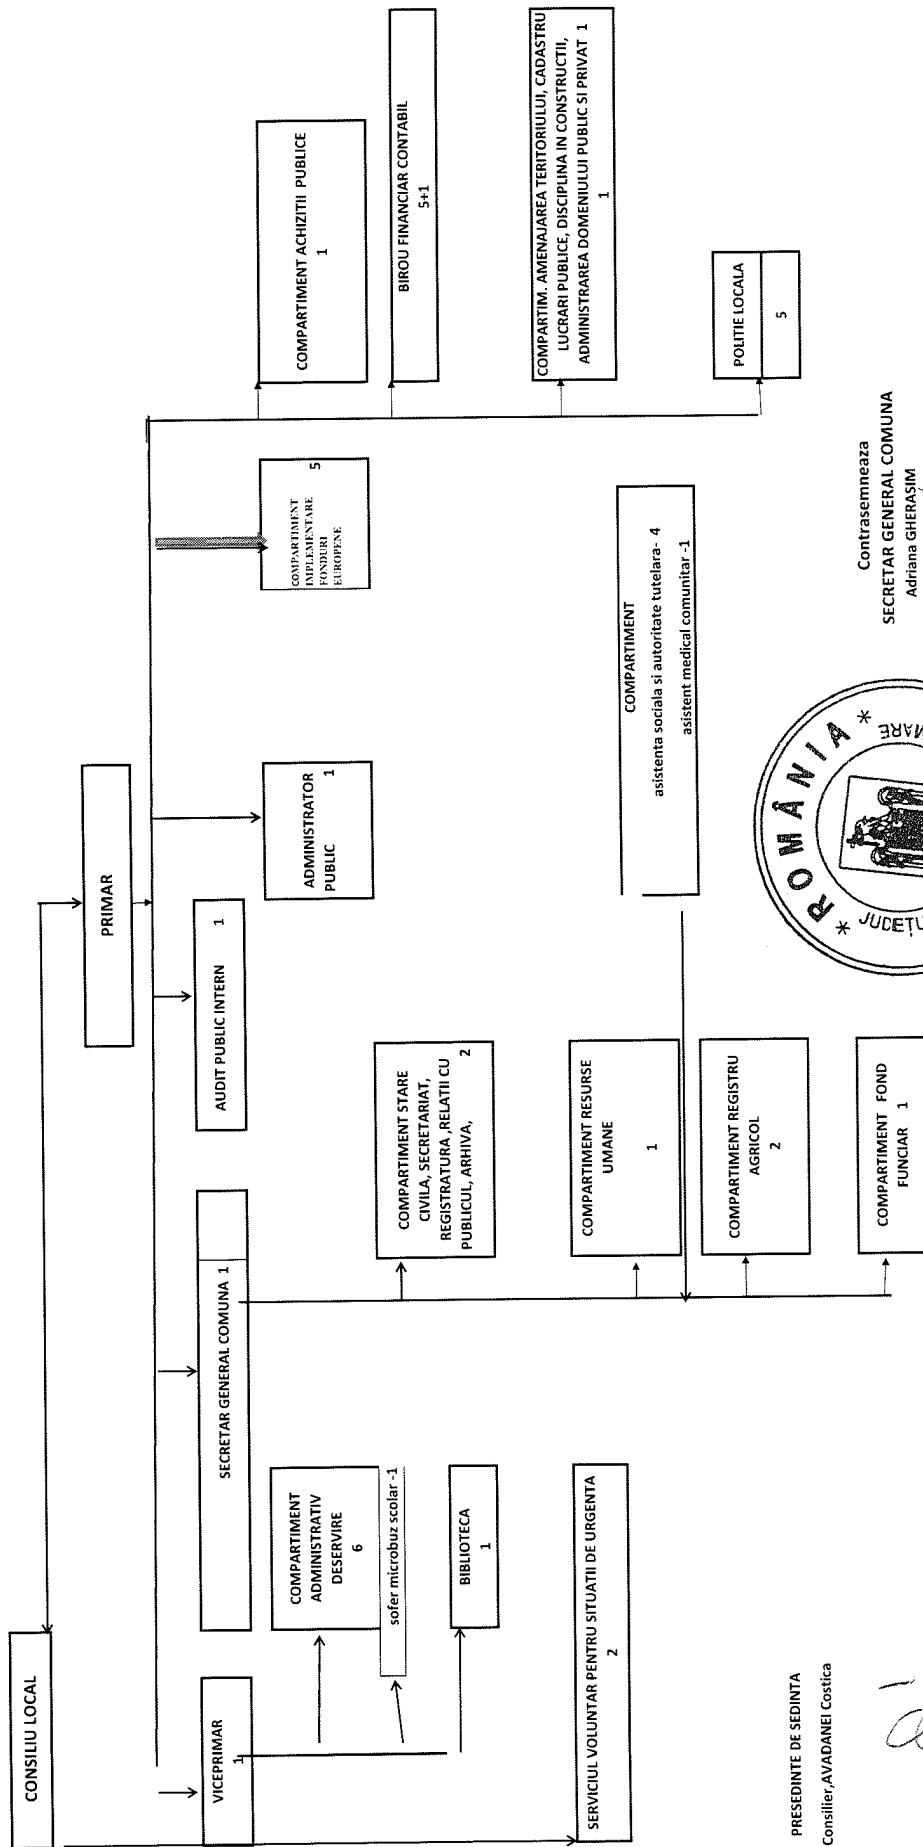 CONSILIU LOCAL
PRIMAR
VICEPRIMAR
1
SECRETAR GENERAL COMUNA 1
AUDIT PUBLIC INTERN 1
ADMINISTRATOR 1
PUBLIC
COMPARTIMENT 5
IMPLEMENTARE
FONDURI
EUROPENE
COMPARTIMENT ACHIZITII PUBLICE
1
BIROU FINANCIAR CONTABIL
5+1
COMPARTIM. AMENAJAREA TERITORIULUI, CADASTRU
LUCRARI PUBLICE, DISCIPLINA IN CONSTRUCTII,
ADMINISTRAREA DOMENIULUI PUBLIC SI PRIVAT 1
1
POLITIE LOCALA
5
COMPARTIMENT
ADMINISTRATIV
DESERVIRE
6
sofer microbuz scolar -1
BIBLIOTECA
1
SERVICIUL VOLUNTAR PENTRU SITUATII DE URGENTA
2
COMPARTIMENT STARE
CIVILA, SECRETARIAT,
REGISTRATURA ,RELATII CU
PUBLICUL, ARHIVA, 2
COMPARTIMENT RESURSE
UMANE
1
COMPARTIMENT REGISTRU
AGRICOL
2
COMPARTIMENT FOND
FUNCIAR 1
COMPARTIMENT
asistenta sociala si autoritate tutelara- 4
asistent medical comunitar -1
PRESEDINTE DE SEDINTA
Consilier,AVADANEI Costica
* ROMÂNIA *
Contrasemneaza
SECRETAR GENERAL COMUNA
Adriana GHERASIM